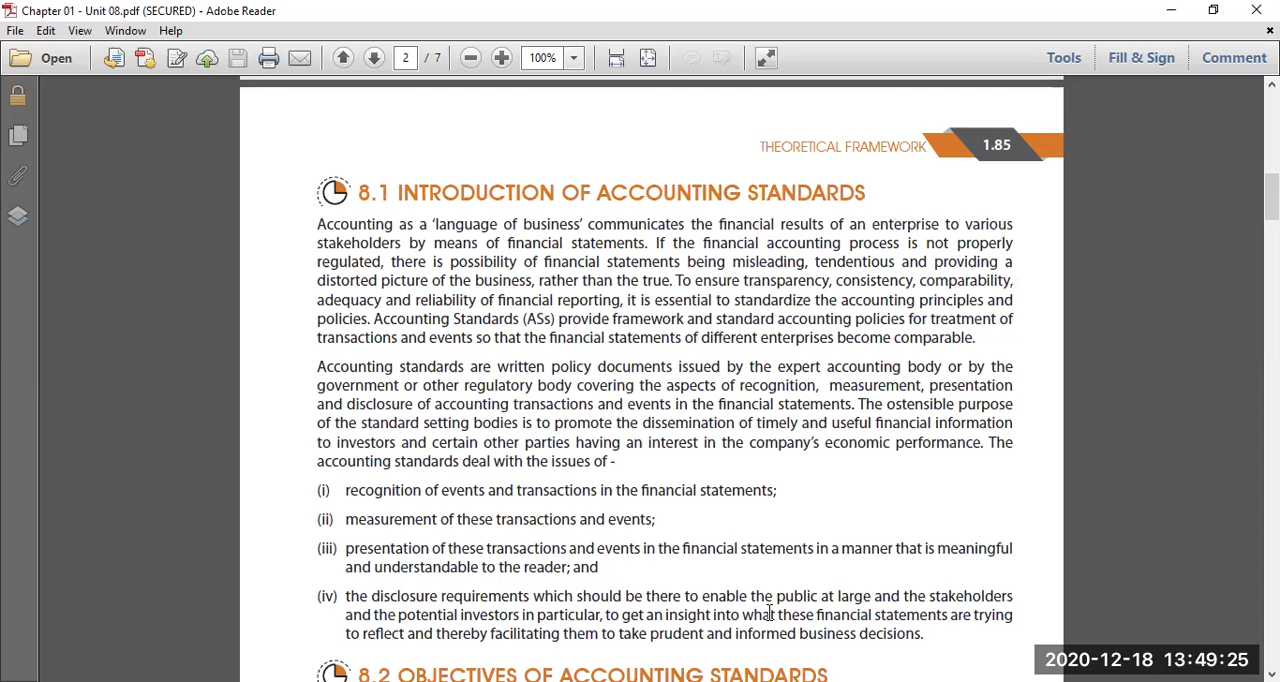 Chapter 01 - Unit 08.pdf (SECURED) - Adobe Reader
File Edit View Window Help
Open 2 / 7 100% Tools Fill & Sign Comment
THEORETICAL FRAMEWORK 1.85
8.1 INTRODUCTION OF ACCOUNTING STANDARDS
Accounting as a ‘language of business’ communicates the financial results of an enterprise to various
stakeholders by means of financial statements. If the financial accounting process is not properly
regulated, there is possibility of financial statements being misleading, tendentious and providing a
distorted picture of the business, rather than the true. To ensure transparency, consistency, comparability,
adequacy and reliability of financial reporting, it is essential to standardize the accounting principles and
policies. Accounting Standards (ASs) provide framework and standard accounting policies for treatment of
transactions and events so that the financial statements of different enterprises become comparable.
Accounting standards are written policy documents issued by the expert accounting body or by the
government or other regulatory body covering the aspects of recognition, measurement, presentation
and disclosure of accounting transactions and events in the financial statements. The ostensible purpose
of the standard setting bodies is to promote the dissemination of timely and useful financial information
to investors and certain other parties having an interest in the company’s economic performance. The
accounting standards deal with the issues of -
(i) recognition of events and transactions in the financial statements;
(ii) measurement of these transactions and events;
(iii) presentation of these transactions and events in the financial statements in a manner that is meaningful
and understandable to the reader; and
(iv) the disclosure requirements which should be there to enable the public at large and the stakeholders
and the potential investors in particular, to get an insight into what these financial statements are trying
to reflect and thereby facilitating them to take prudent and informed business decisions.
8.2 OBJECTIVES OF ACCOUNTING STANDARDS
2020-12-18 13:49:25